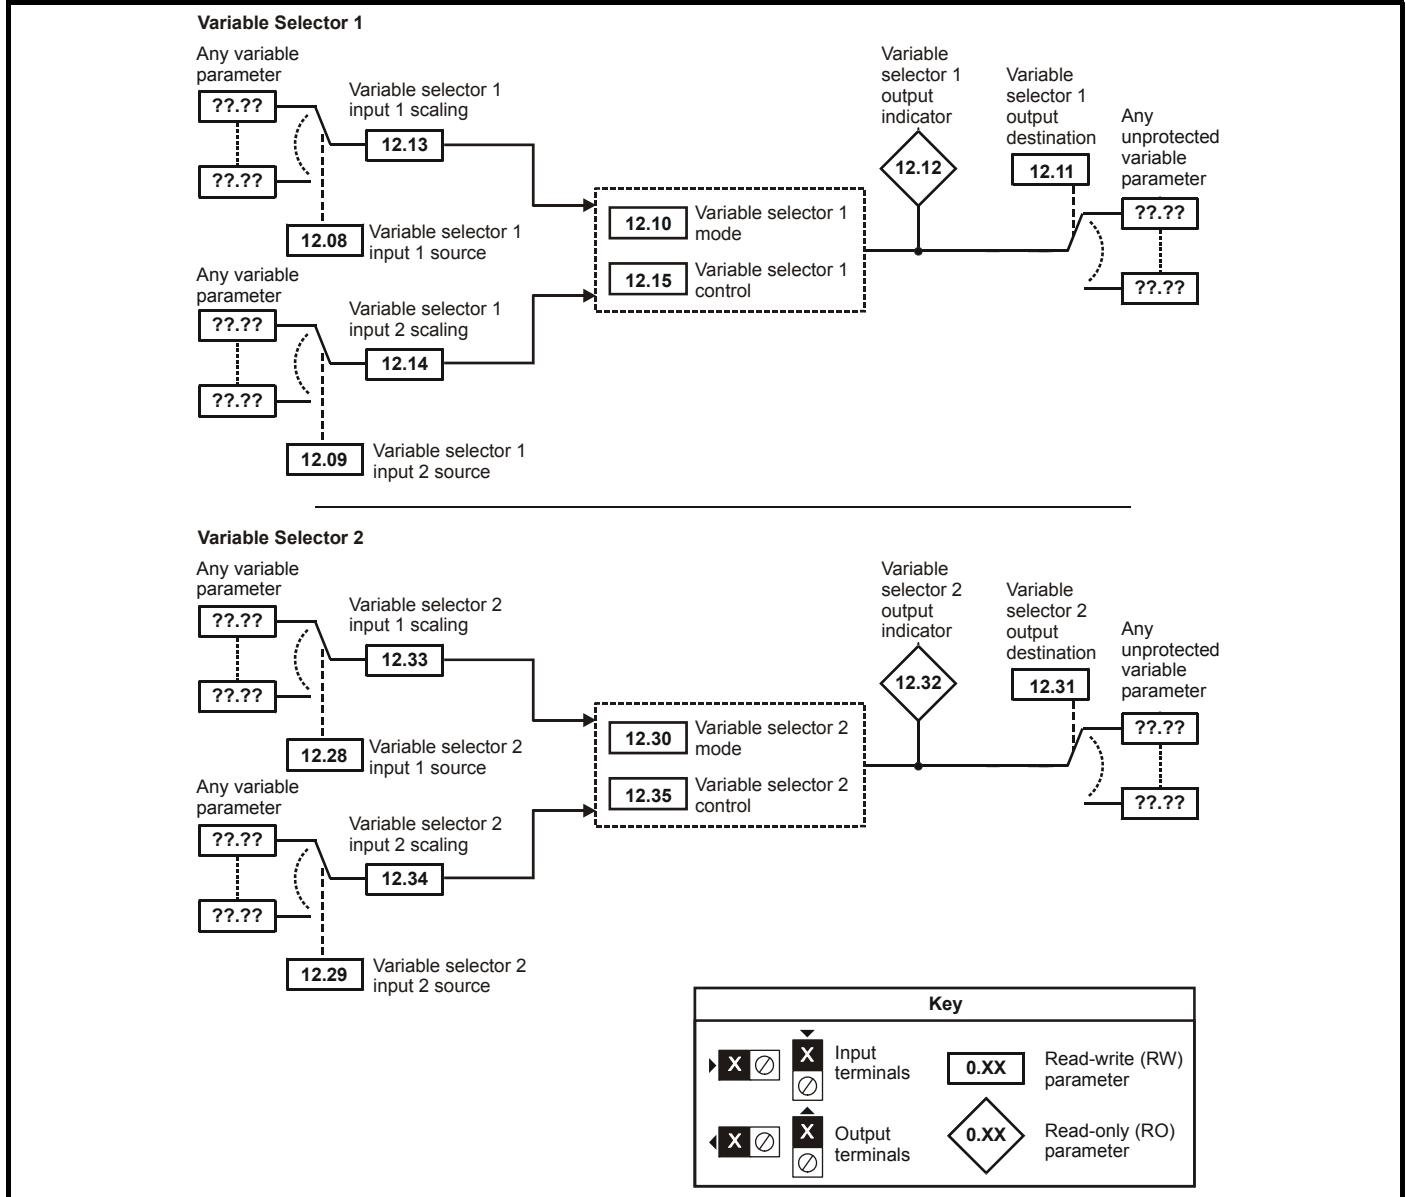 Variable Selector 1
Any variable
parameter
??.??
??.??
Variable selector 1
input 1 scaling
12.13
12.08
Variable selector 1
input 1 source
Any variable
parameter
??.??
??.??
Variable selector 1
input 2 scaling
12.14
12.09
Variable selector 1
input 2 source
12.10
Variable selector 1
mode
12.15
Variable selector 1
control
Variable
selector 1
output
indicator
12.12
Variable
selector 1
output
destination
12.11
Any
unprotected
variable
parameter
??.??
??.??
Variable Selector 2
Any variable
parameter
??.??
??.??
Variable selector 2
input 1 scaling
12.33
12.28
Variable selector 2
input 1 source
Any variable
parameter
??.??
??.??
Variable selector 2
input 2 scaling
12.34
12.29
Variable selector 2
input 2 source
12.30
Variable selector 2
mode
12.35
Variable selector 2
control
Variable
selector 2
output
indicator
12.32
Variable
selector 2
output
destination
12.31
Any
unprotected
variable
parameter
??.??
??.??
Key
X
X
Input
terminals
0.XX
Read-write (RW)
parameter
X
X
Output
terminals
0.XX
Read-only (RO)
parameter